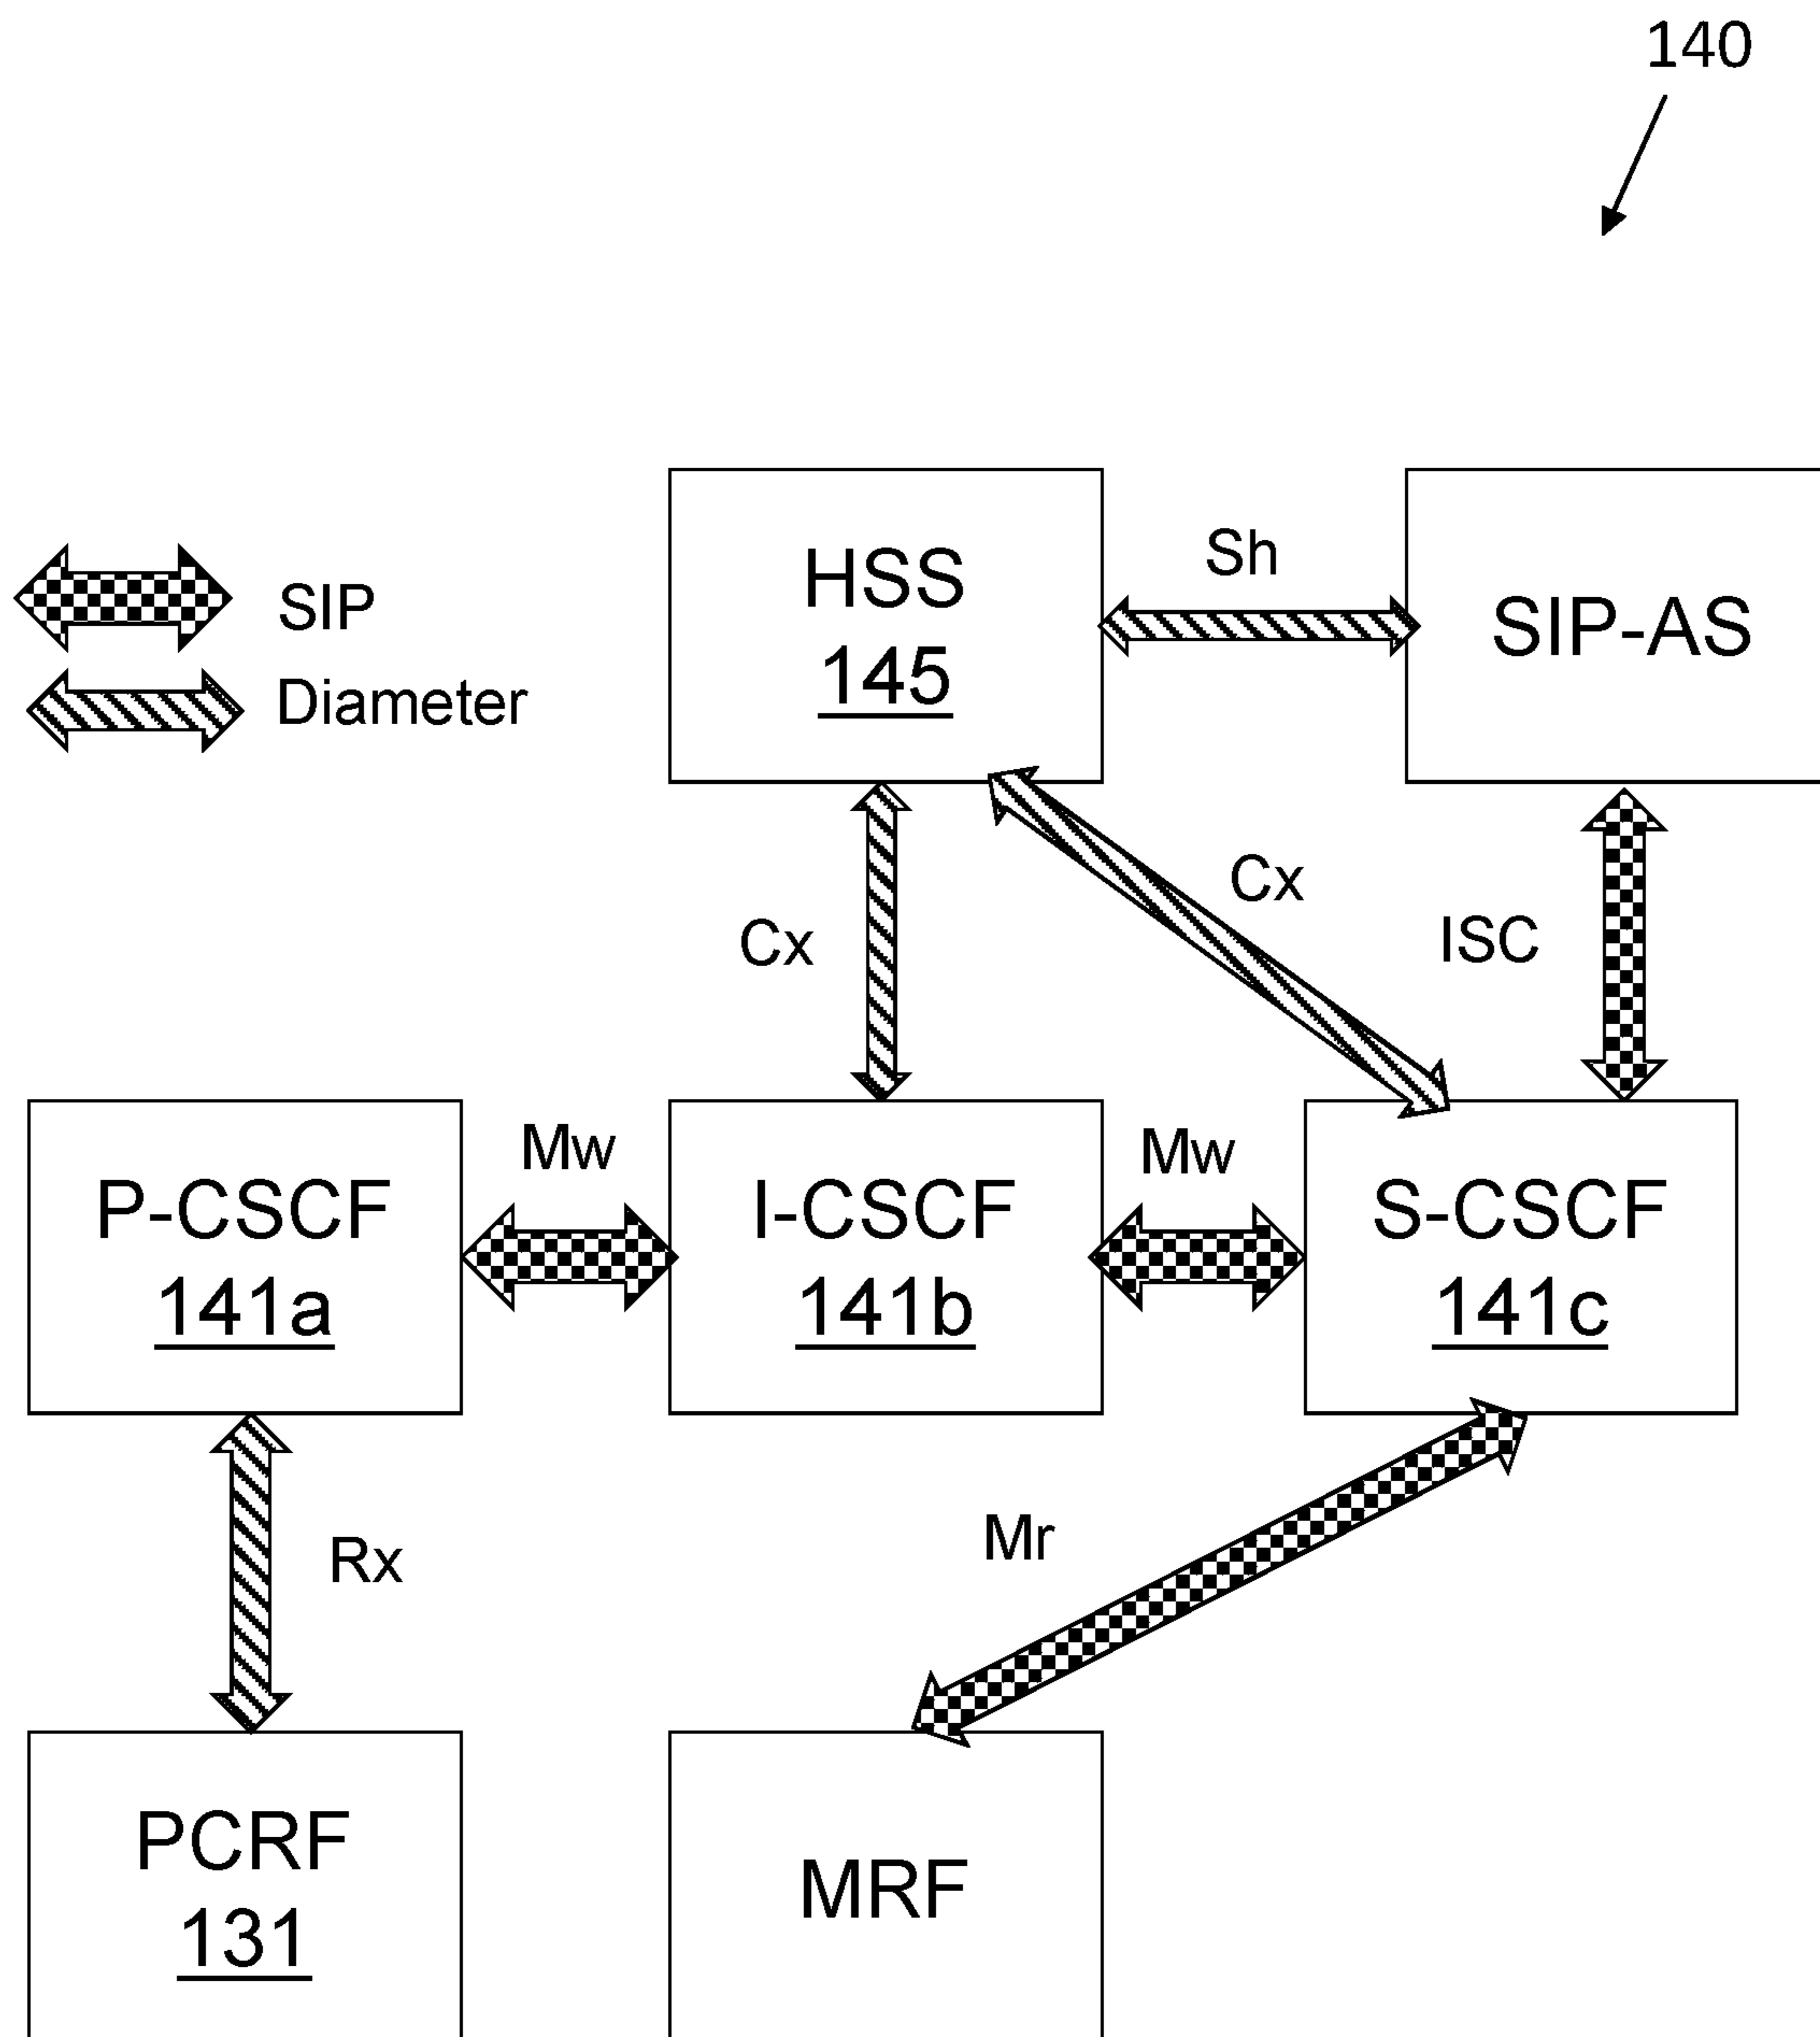 140
HSS
145
Sh
SIP-AS
SIP
Diameter
Cx
Cx
ISC
P-CSCF
141a
Mw
I-CSCF
141b
Mw
S-CSCF
141c
Rx
Mr
PCRF
131
MRF